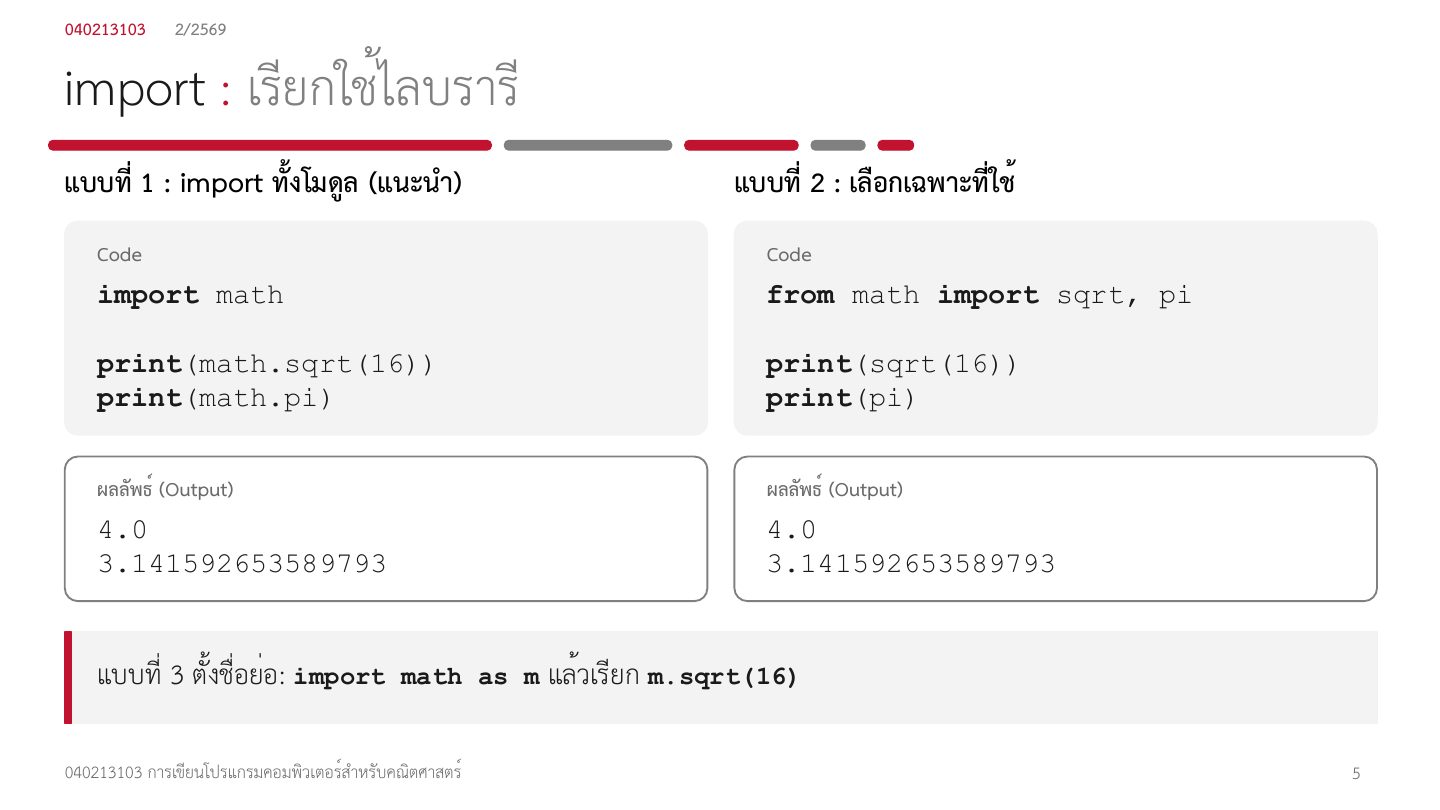 040213103 2/2569
import : เรียกใช้ไลบรารี
แบบที่ 1 : import ทั้งโมดูล (แนะนำ)
Code
import math
print(math.sqrt(16))
print(math.pi)
ผลลัพธ์ (Output)
4.0
3.141592653589793
แบบที่ 2 : เลือกเฉพาะที่ใช้
Code
from math import sqrt, pi
print(sqrt(16))
print(pi)
ผลลัพธ์ (Output)
4.0
3.141592653589793
แบบที่ 3 ตั้งชื่อย่อ: import math as m แล้วเรียก m.sqrt(16)
040213103 การเขียนโปรแกรมคอมพิวเตอร์สำหรับคณิตศาสตร์
5